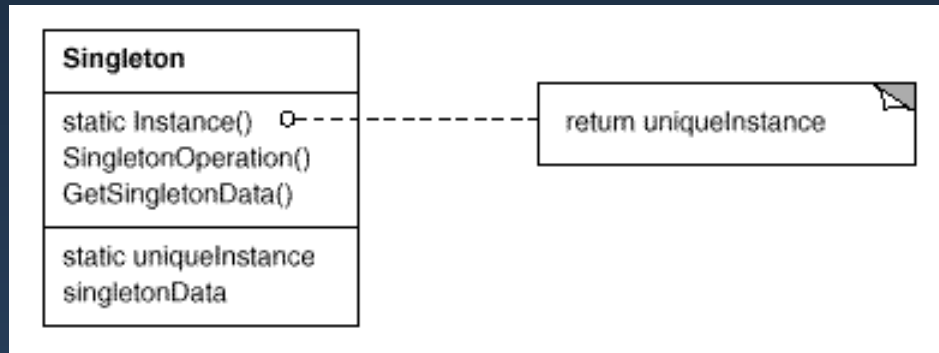 Singleton
static Instance()
SingletonOperation()
GetSingletonData()
static uniqueInstance
singletonData
return uniqueInstance